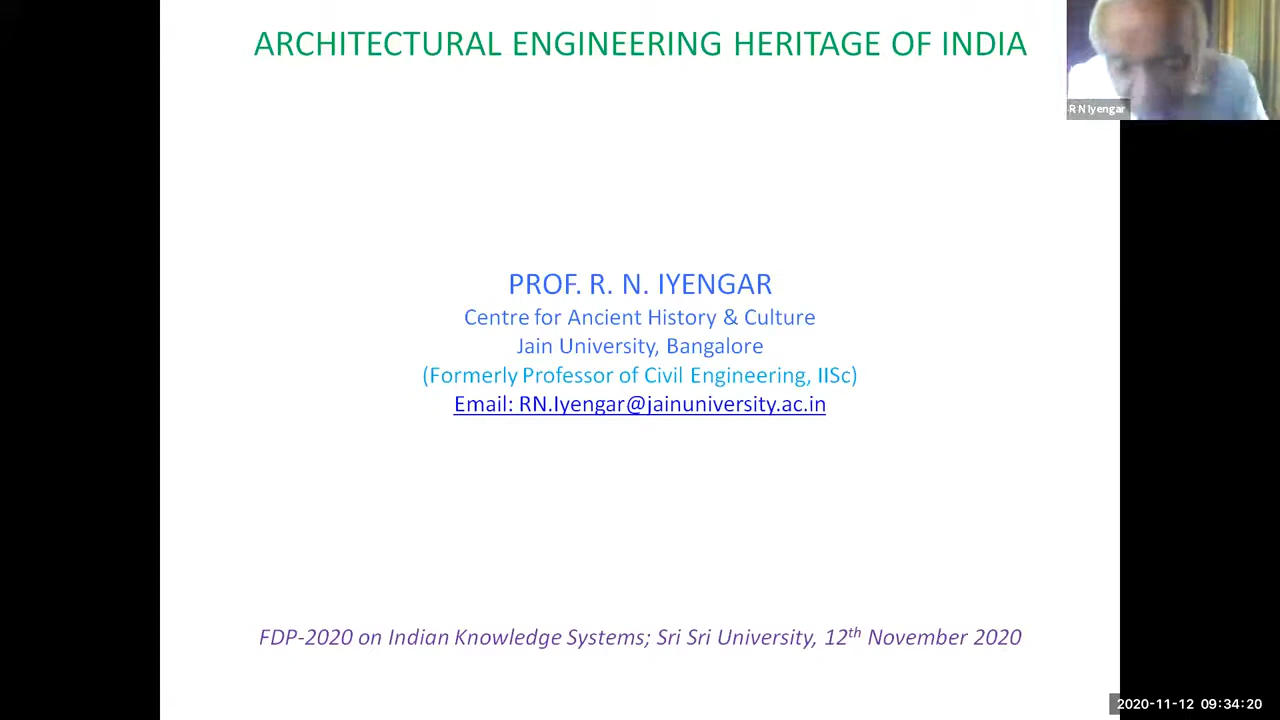 ARCHITECTURAL ENGINEERING HERITAGE OF INDIA
R N Iyengar
PROF. R. N. IYENGAR
Centre for Ancient History & Culture
Jain University, Bangalore
(Formerly Professor of Civil Engineering, IISc)
Email: RN.Iyengar@jainuniversity.ac.in
FDP-2020 on Indian Knowledge Systems; Sri Sri University, 12th November 2020
2020-11-12 09:34:20